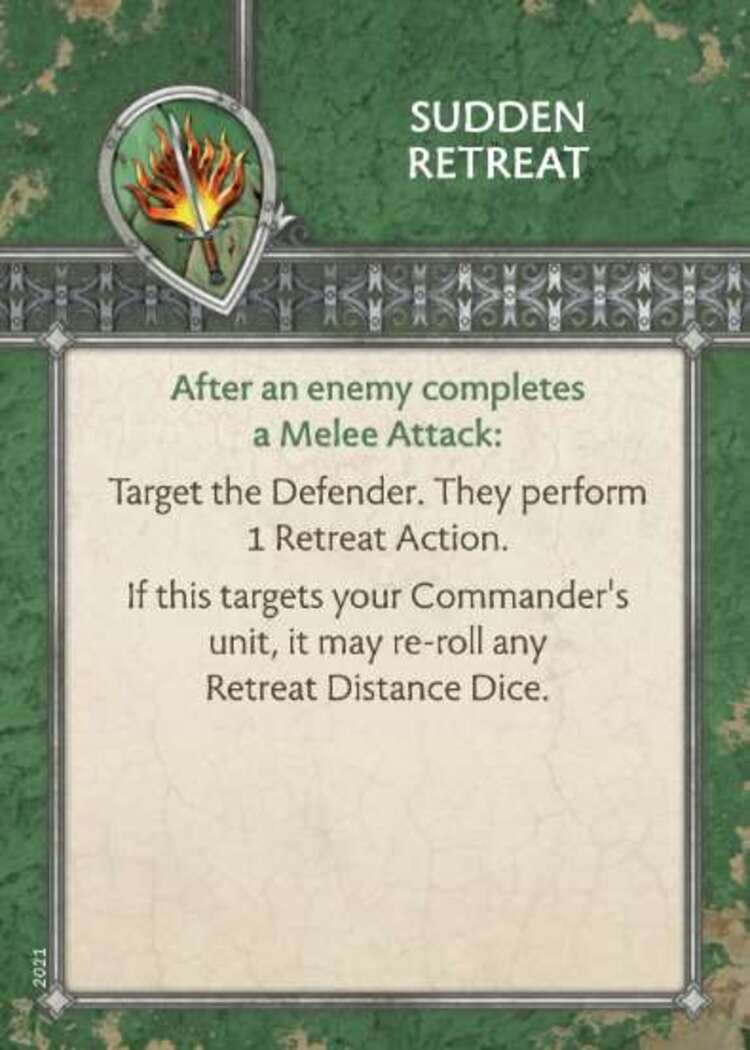 SUDDEN
RETREAT
After an enemy completes
a Melee Attack:
Target the Defender. They perform
1 Retreat Action.
If this targets your Commander's
unit, it may re-roll any
Retreat Distance Dice.
2021